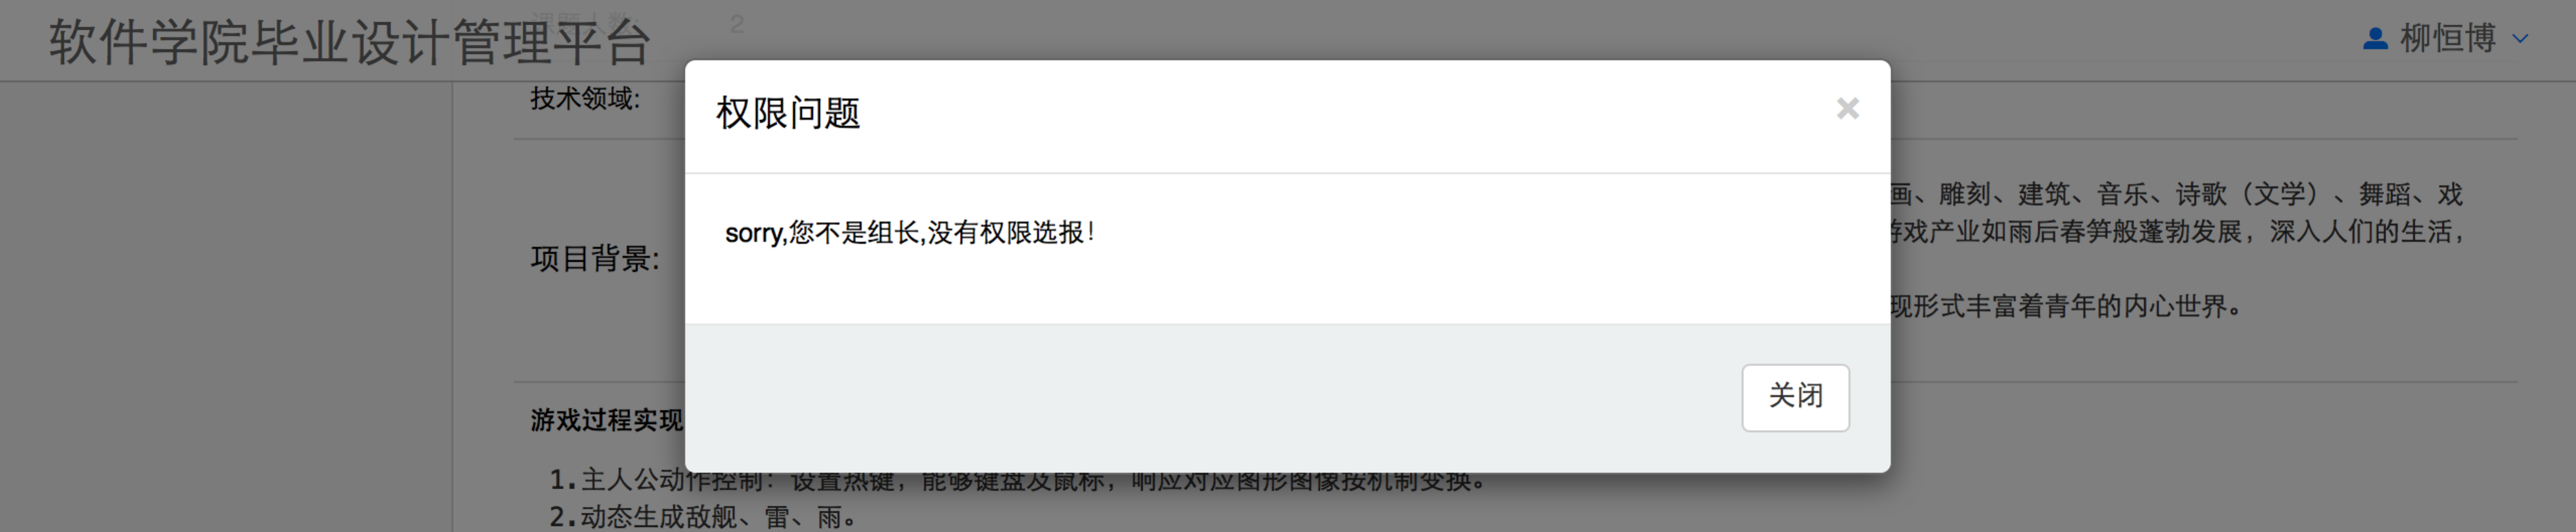 课题人数: 2
软件学院毕业设计管理平台
柳恒博
技术领域:
权限问题
×
sorry,您不是组长,没有权限选报!
画、雕刻、建筑、音乐、诗歌（文学）、舞蹈、戏
项目背景:
戏产业如雨后春笋般蓬勃发展，深入人们的生活，
现形式丰富着青年的内心世界。
关闭
游戏过程实现
1.主人公动作控制：设置热键，能够键盘及鼠标，响应对应图形图像按机制变换。
2.动态生成敌舰、雷、雨。